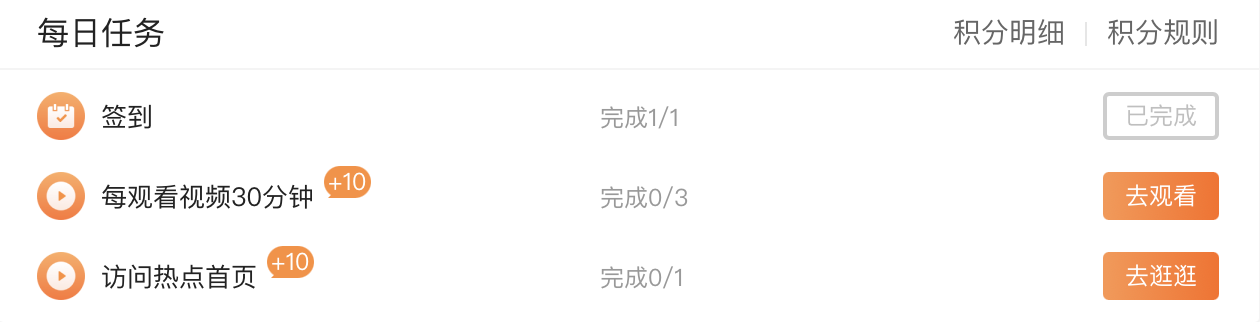 每日任务 积分明细 | 积分规则
签到 完成1/1 已完成
每观看视频30分钟 +10 完成0/3 去观看
访问热点首页 +10 完成0/1 去逛逛